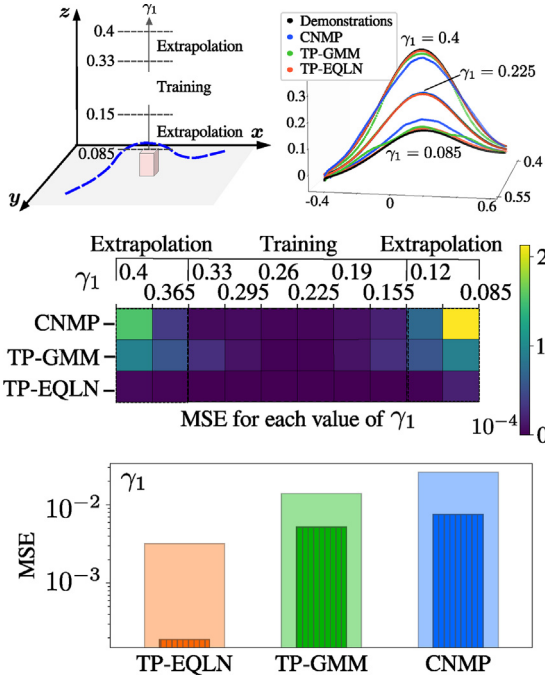 z
γ₁
0.4
Extrapolation
0.33
Training
0.15
Extrapolation
x
0.085
y
Demonstrations
CNMP
TP-GMM
TP-EQLN
γ₁ = 0.4
γ₁ = 0.225
γ₁ = 0.085
0.3
0.2
0.1
0
-0.4
0
0.6
0.4
0.55
Extrapolation Training Extrapolation
γ₁ 0.4 0.33 0.26 0.19 0.12
0.365 0.295 0.225 0.155 0.085
CNMP
TP-GMM
TP-EQLN
2
1
0
MSE for each value of γ₁
10⁻⁴
γ₁
MSE
10⁻²
10⁻³
TP-EQLN TP-GMM CNMP